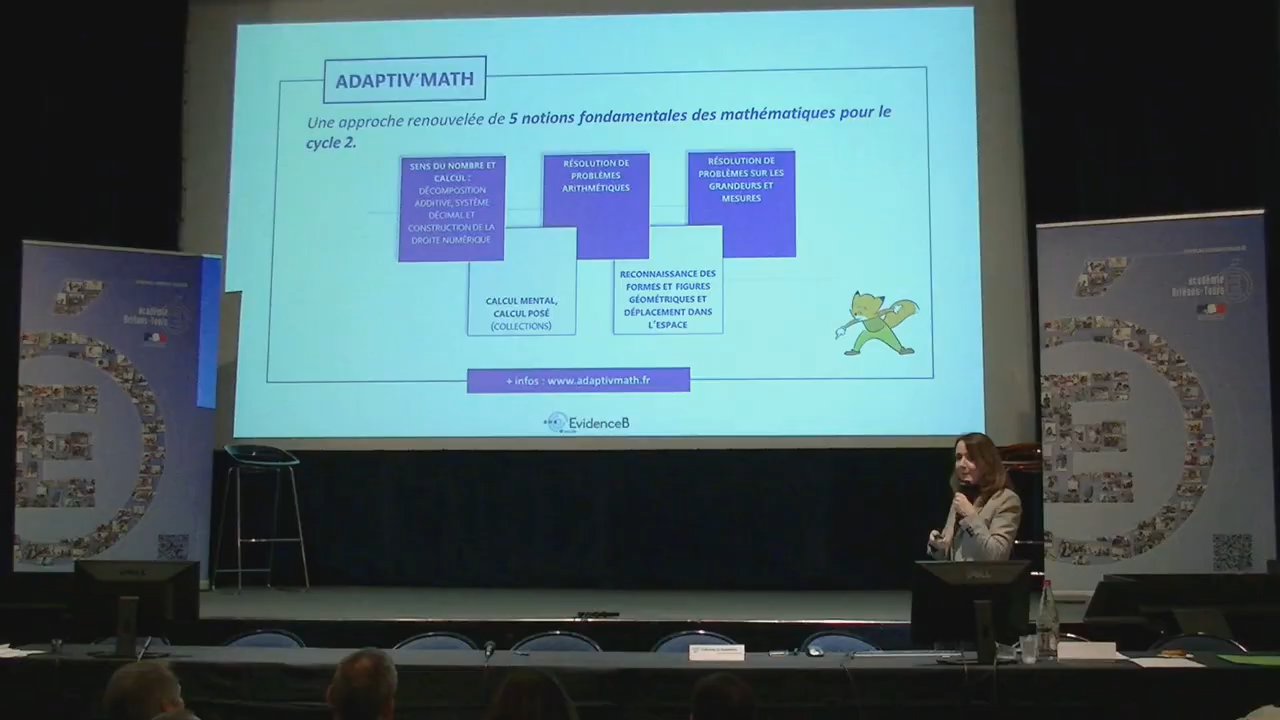 ADAPTIV'MATH
Une approche renouvelée de 5 notions fondamentales des mathématiques pour le
cycle 2.
SENS DU NOMBRE ET
CALCUL :
DÉCOMPOSITION
ADDITIVE, SYSTÈME
DÉCIMAL ET
CONSTRUCTION DE LA
DROITE NUMÉRIQUE
RÉSOLUTION DE
PROBLÈMES
ARITHMÉTIQUES
RÉSOLUTION DE
PROBLÈMES SUR LES
GRANDEURS ET
MESURES
CALCUL MENTAL,
CALCUL POSÉ
(COLLECTIONS)
RECONNAISSANCE DES
FORMES ET FIGURES
GÉOMÉTRIQUES ET
DÉPLACEMENT DANS
L'ESPACE
+ infos : www.adaptivmath.fr
EvidenceB
académie
Orléans-Tours
académie
Orléans-Tours